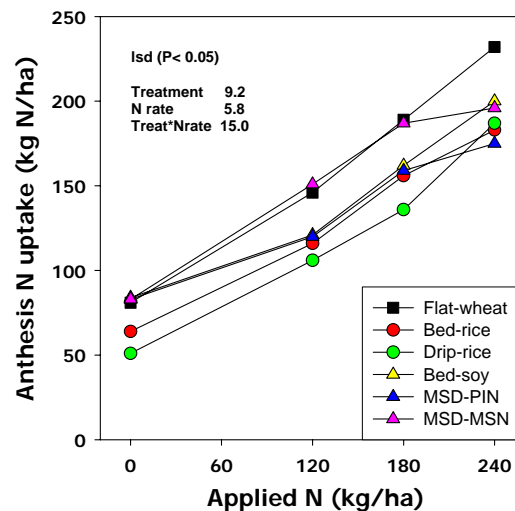 lsd (P< 0.05)
Treatment 9.2
N rate 5.8
Treat*Nrate 15.0
Anthesis N uptake (kg N/ha)
250
200
150
100
50
0
0 60 120 180 240
Applied N (kg/ha)
Flat-wheat
Bed-rice
Drip-rice
Bed-soy
MSD-PIN
MSD-MSN